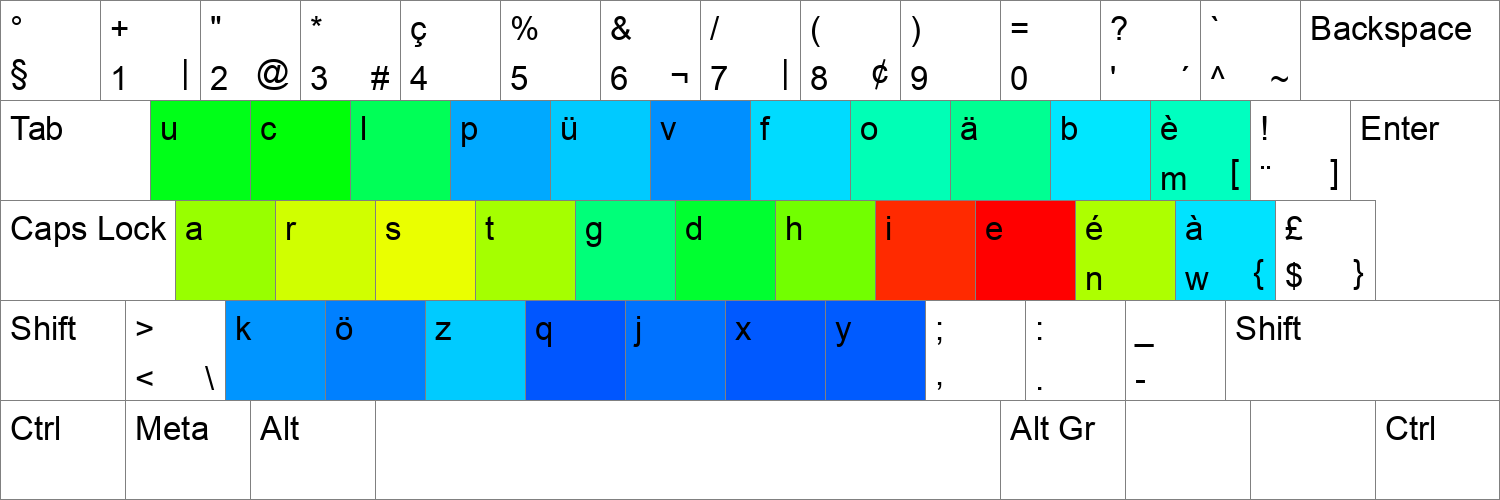 ° + " * ç % & / ( ) = ? ` Backspace
§ 1 | 2 @ 3 # 4 5 6 ¬ 7 | 8 ¢ 9 0 ' ´ ^ ~
Tab u c l p ü v f o ä b è ! Enter
m [ ¨ ]
Caps Lock a r s t g d h i e é à £
n w { $ }
Shift > k ö z q j x y ; : _ Shift
< \ , . -
Ctrl Meta Alt Alt Gr Ctrl